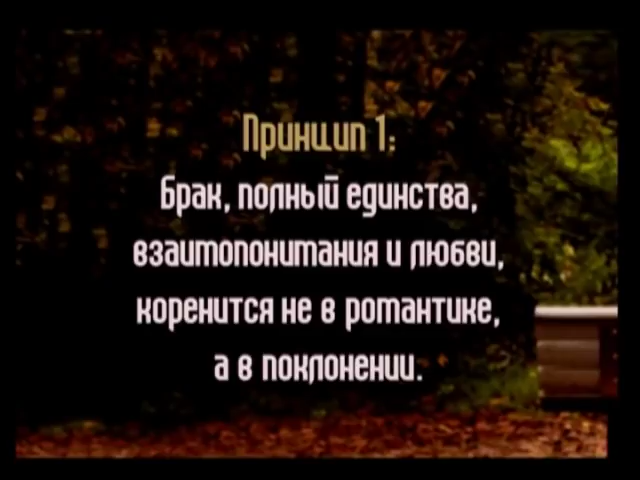 Принцип 1:
Брак, полный единства,
взаимопонимания и любви,
коренится не в романтике,
а в поклонении.